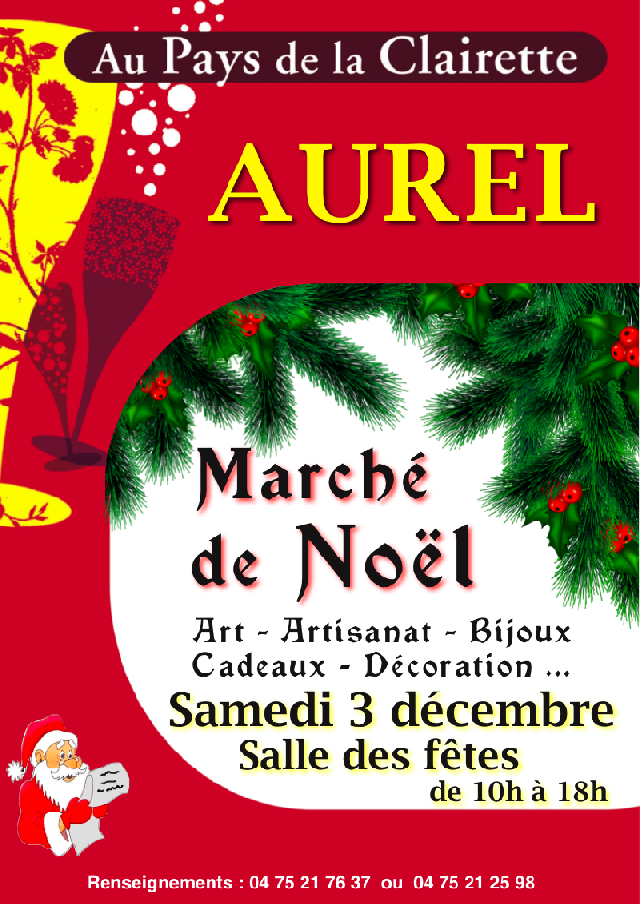 Au Pays de la Clairette
AUREL
Marché
de Noël
Art - Artisanat - Bijoux
Cadeaux - Décoration ...
Samedi 3 décembre
Salle des fêtes
de 10h à 18h
Renseignements : 04 75 21 76 37 ou 04 75 21 25 98